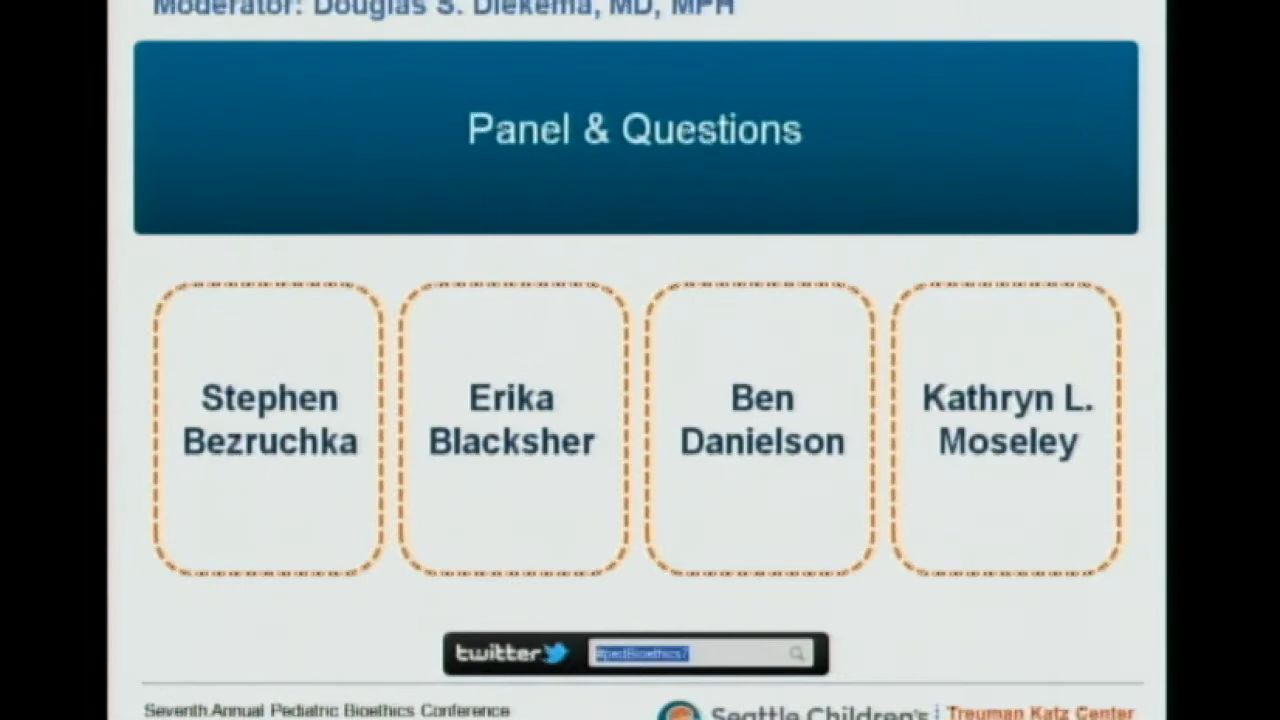 Moderator: Douglas S. Diekema, MD, MPH
Panel & Questions
Stephen
Bezruchka
Erika
Blacksher
Ben
Danielson
Kathryn L.
Moseley
twitter
#pedBioethics7
Seventh Annual Pediatric Bioethics Conference
Seattle Children's
Treuman Katz Center